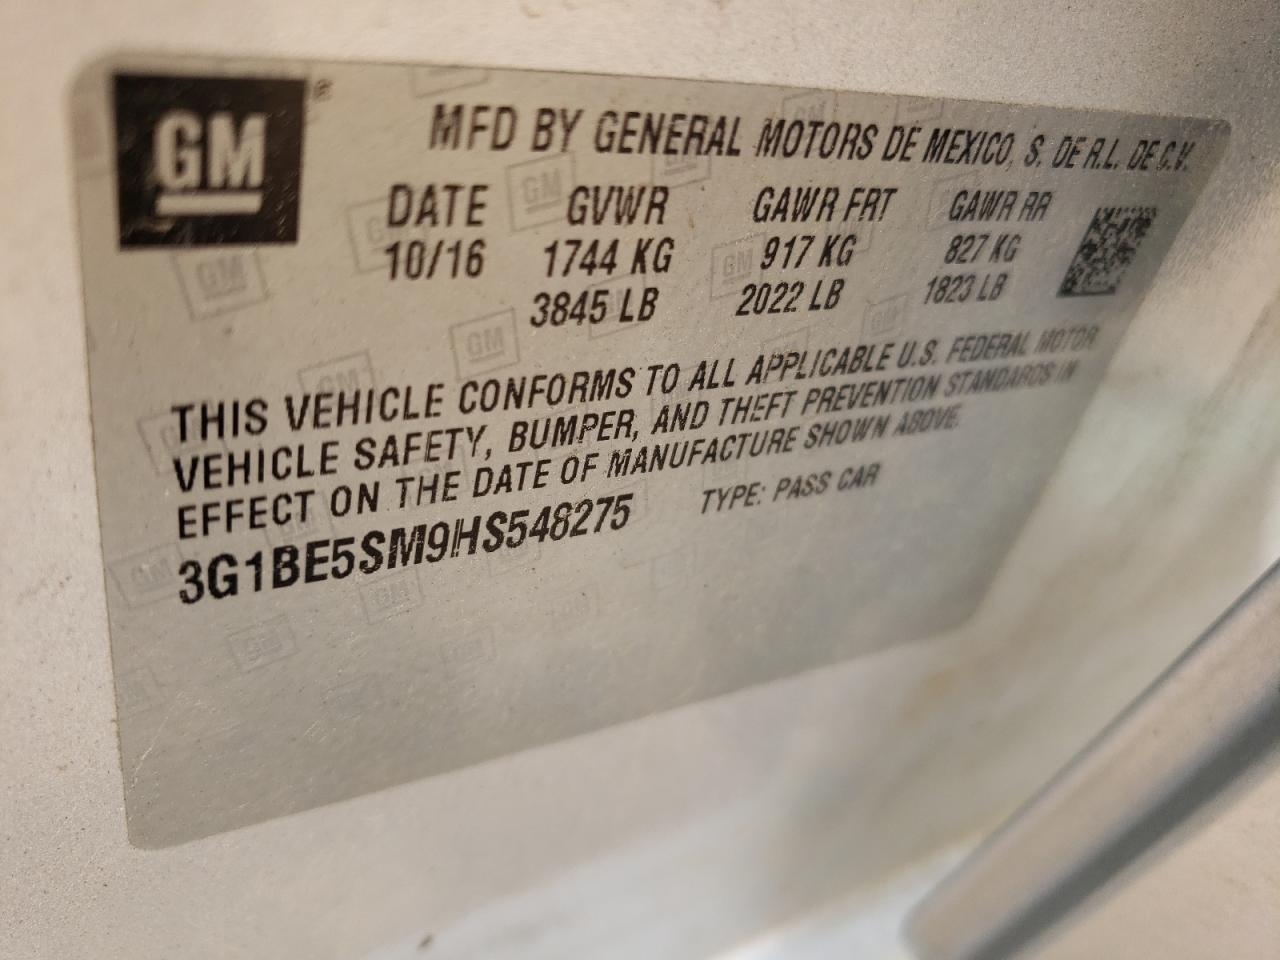 GM ®
MFD BY GENERAL MOTORS DE MEXICO, S. DE R.L. DE C.V.
DATE GVWR GAWR FRT GAWR RR
10/16 1744 KG 917 KG 827 KG
3845 LB 2022 LB 1823 LB
THIS VEHICLE CONFORMS TO ALL APPLICABLE U.S. FEDERAL MOTOR
VEHICLE SAFETY, BUMPER, AND THEFT PREVENTION STANDARDS IN
EFFECT ON THE DATE OF MANUFACTURE SHOWN ABOVE.
3G1BE5SM9HS548275 TYPE: PASS CAR